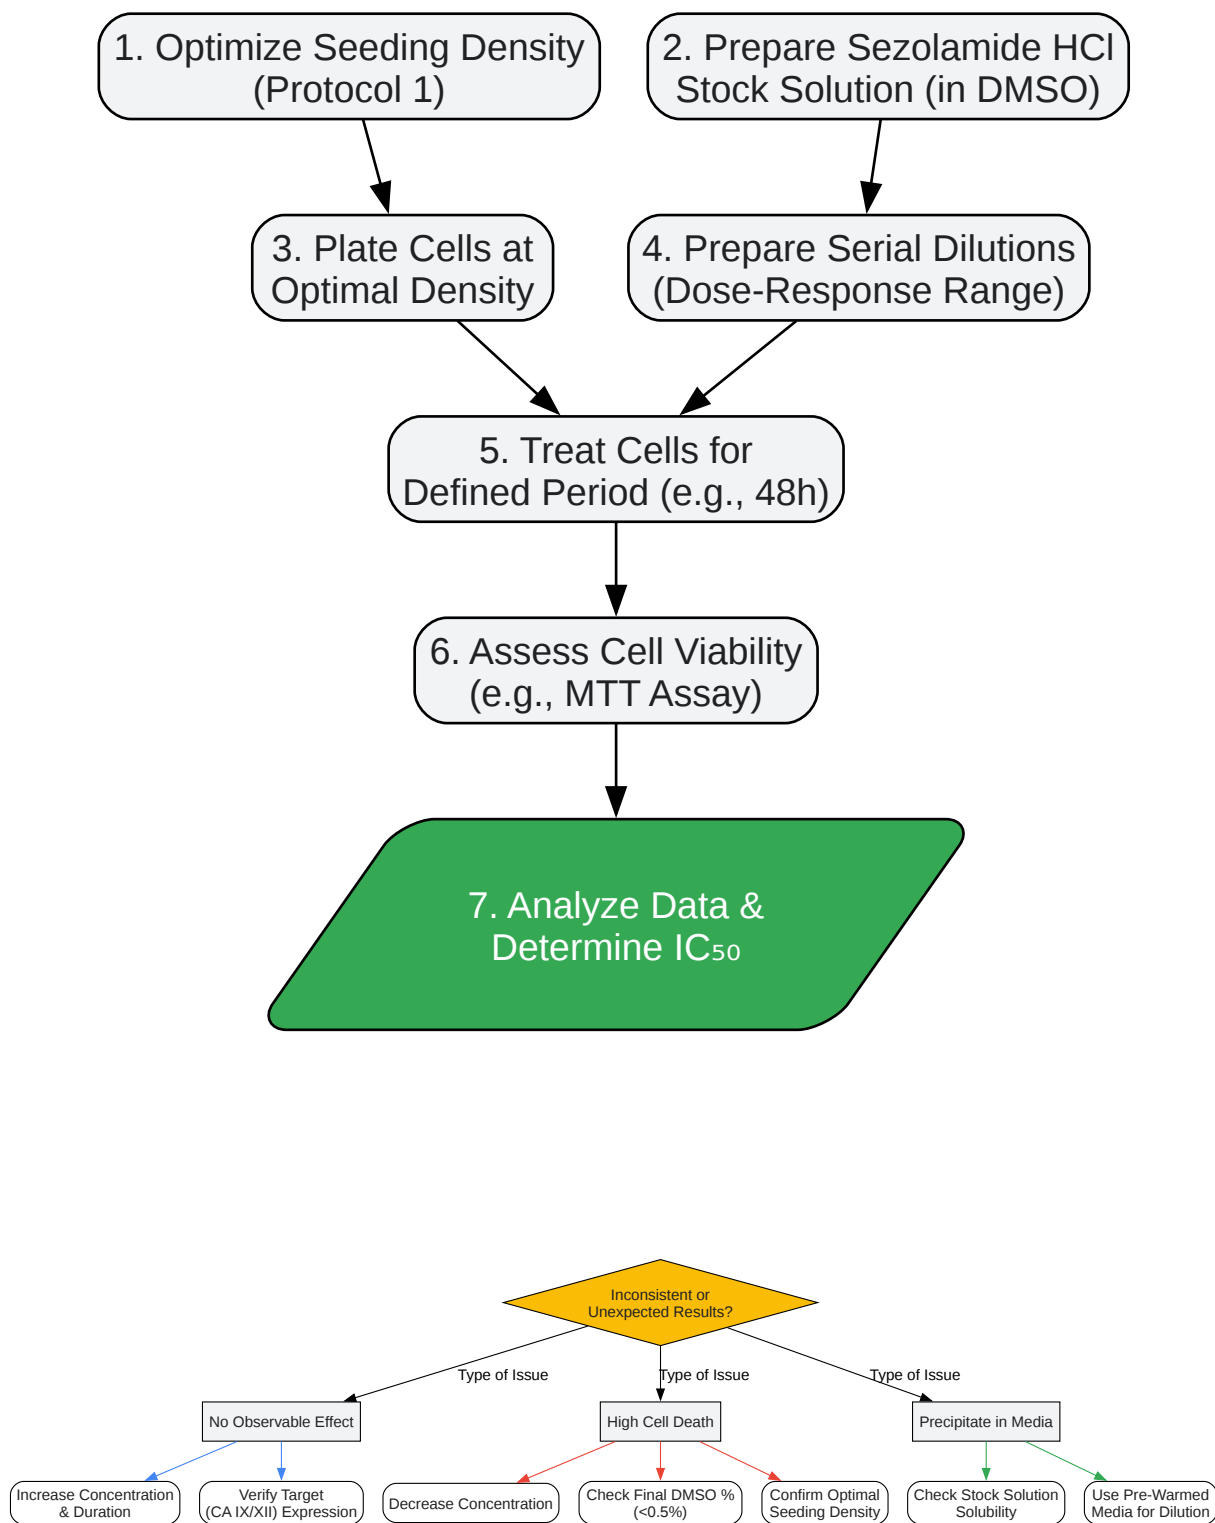 1. Optimize Seeding Density
(Protocol 1)
2. Prepare Sezolamide HCl
Stock Solution (in DMSO)
3. Plate Cells at
Optimal Density
4. Prepare Serial Dilutions
(Dose-Response Range)
5. Treat Cells for
Defined Period (e.g., 48h)
6. Assess Cell Viability
(e.g., MTT Assay)
7. Analyze Data &
Determine IC₅₀
Inconsistent or
Unexpected Results?
Type of Issue
Type of Issue
Type of Issue
No Observable Effect
High Cell Death
Precipitate in Media
Increase Concentration
& Duration
Verify Target
(CA IX/XII) Expression
Decrease Concentration
Check Final DMSO %
(<0.5%)
Confirm Optimal
Seeding Density
Check Stock Solution
Solubility
Use Pre-Warmed
Media for Dilution